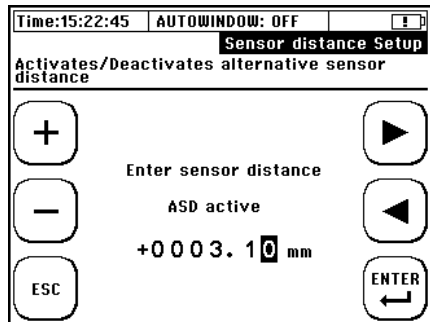 Time:15:22:45 AUTOWINDOW: OFF !
Sensor distance Setup
Activates/Deactivates alternative sensor
distance
+
Enter sensor distance
− ASD active
+0003.10 mm
ESC ENTER